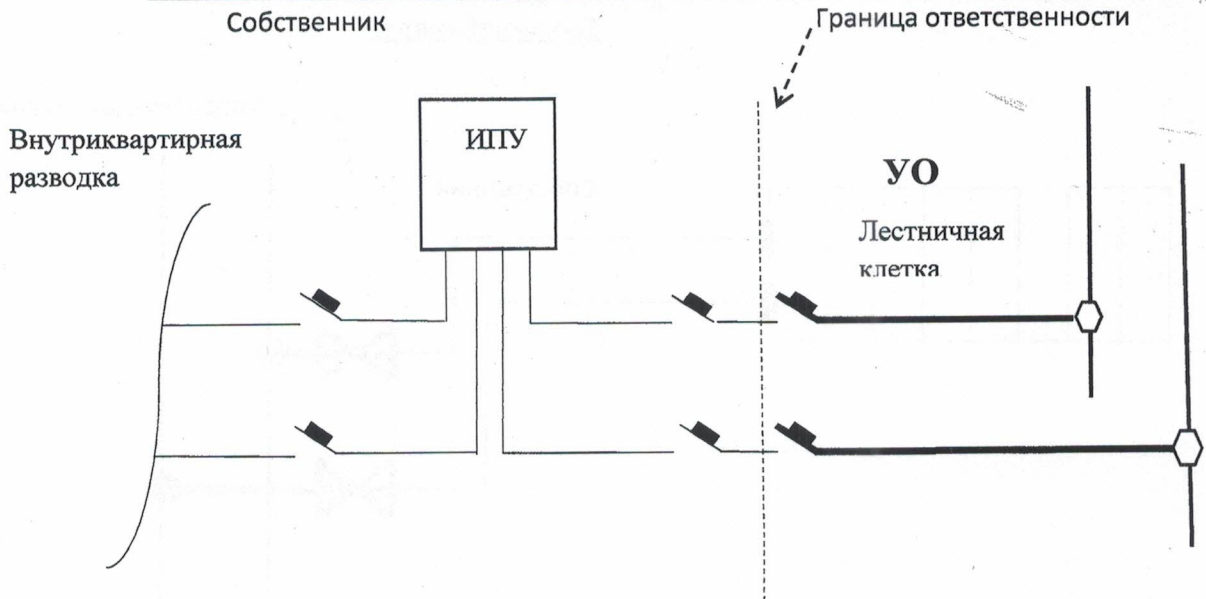 Собственник
Граница ответственности
Внутриквартирная
разводка
ИПУ
УО
Лестничная
клетка